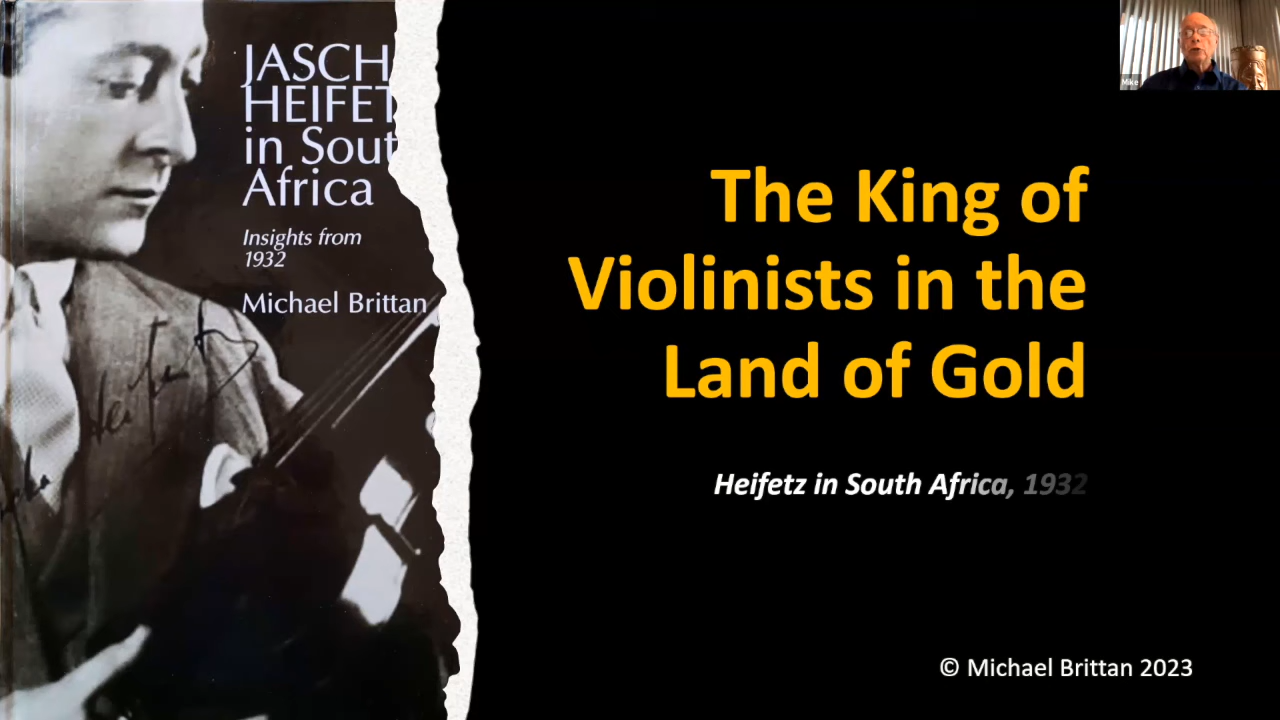 JASCH
HEIFET
in Sout
Africa
Insights from
1932
Michael Brittan
Heifetz
Mike
The King of
Violinists in the
Land of Gold
Heifetz in South Africa, 1932
© Michael Brittan 2023